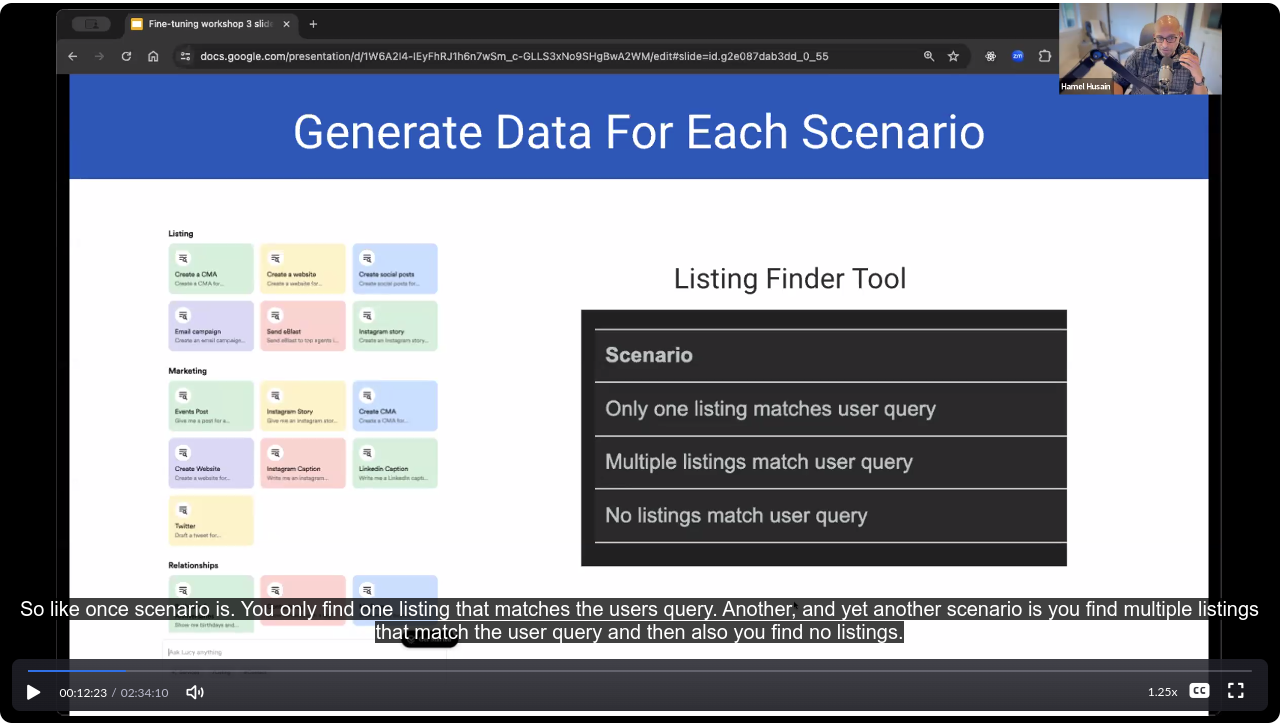 Fine-tuning workshop 3 slide
docs.google.com/presentation/d/1W6A2I4-IEyFhRJ1h6n7wSm_c-GLLS3xNo9SHgBwA2WM/edit#slide=id.g2e087dab3dd_0_55
zm
Hamel Husain
Generate Data For Each Scenario
Listing
Create a CMA
Create a CMA for...
Create a website
Create a website for...
Create social posts
Create social posts for...
Email campaign
Create an email campaign...
Send eBlast
Send eBlast to top agents i...
Instagram story
Create an Instagram story...
Marketing
Events Post
Give me a post for a...
Instagram Story
Give me an instagram stor...
Create CMA
Create a CMA for...
Create Website
Create a website for...
Instagram Caption
Write me an instagram...
Linkedin Caption
Write me a LinkedIn capti...
Twitter
Draft a tweet for...
Relationships
Show me birthdays and...
Ask Lucy anything
Listing Finder Tool
Scenario
Only one listing matches user query
Multiple listings match user query
No listings match user query
So like once scenario is. You only find one listing that matches the users query. Another, and yet another scenario is you find multiple listings
that match the user query and then also you find no listings.
00:12:23 / 02:34:10
1.25x
CC